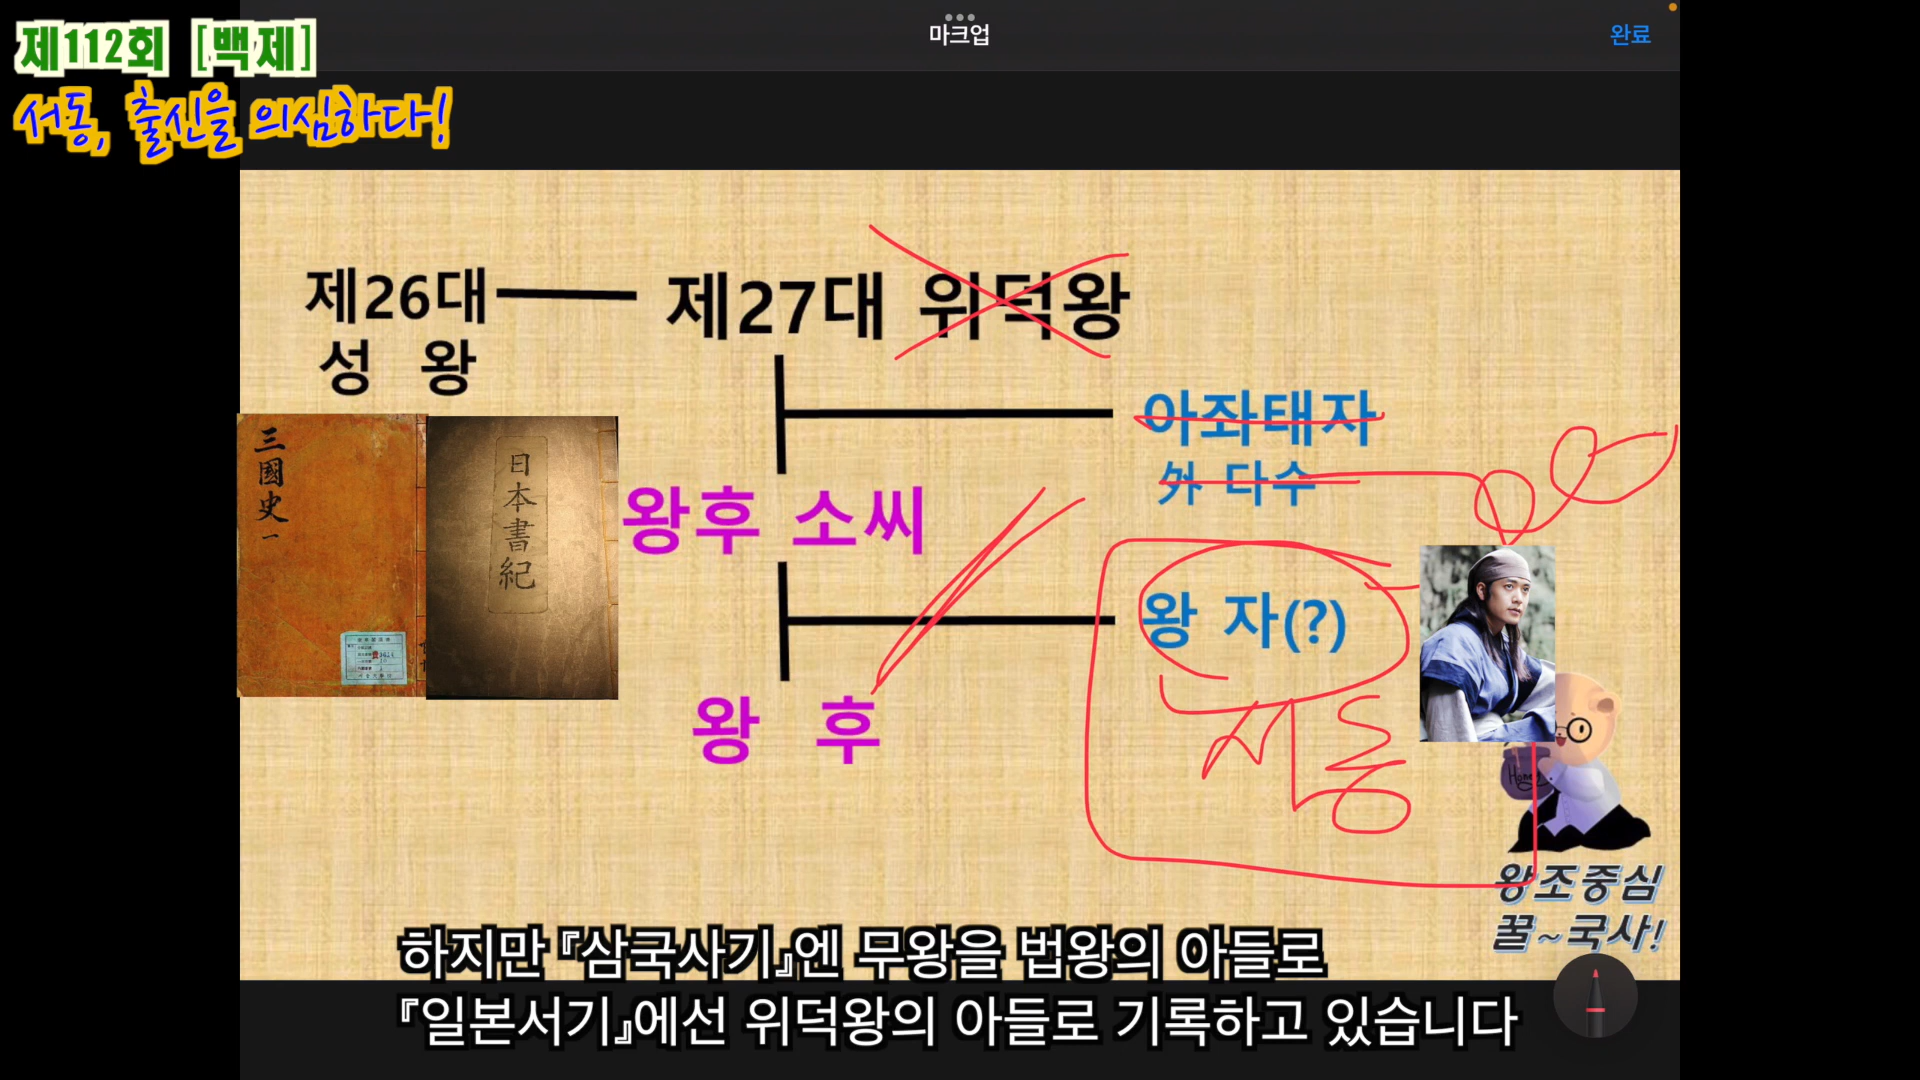 제112회 [백제]
서동, 출신을 의심하다!
마크업
완료
제26대
성 왕
제27대 위덕왕
아좌태자
外 다수
三國史 一
日本書紀
왕후 소씨
왕 자(?)
서동
왕 후
Honey
왕조중심
꿀~국사!
하지만 『삼국사기』엔 무왕을 법왕의 아들로
『일본서기』에선 위덕왕의 아들로 기록하고 있습니다